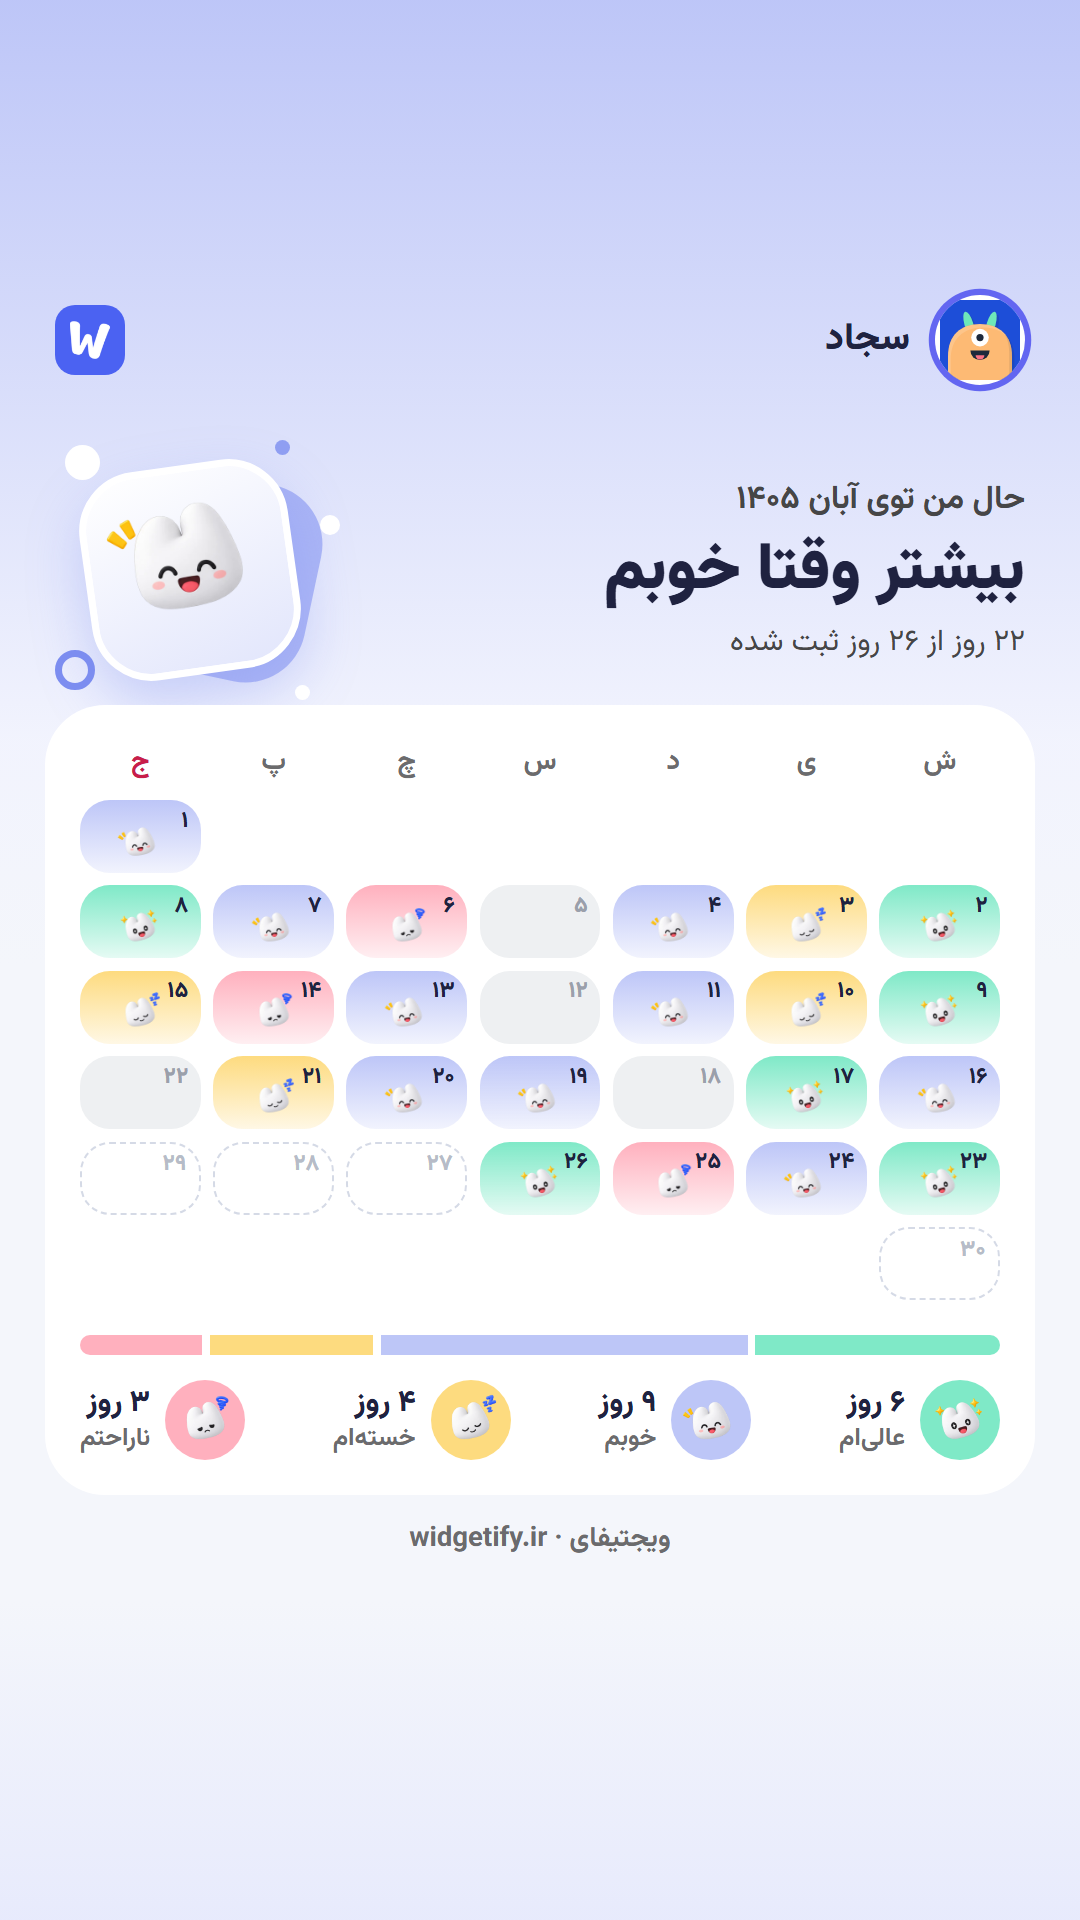 سجاد
W
حال من توی آبان ۱۴۰۵
بیشتر وقتا خوبم
۲۲ روز از ۲۶ روز ثبت شده
ش ی د س چ پ ج
۱
۲ ۳ ۴ ۵ ۶ ۷ ۸
۹ ۱۰ ۱۱ ۱۲ ۱۳ ۱۴ ۱۵
۱۶ ۱۷ ۱۸ ۱۹ ۲۰ ۲۱ ۲۲
۲۳ ۲۴ ۲۵ ۲۶ ۲۷ ۲۸ ۲۹
۳۰
۶ روز ۹ روز ۴ روز ۳ روز
عالی‌ام خوبم خسته‌ام ناراحتم
ویجتیفای · widgetify.ir